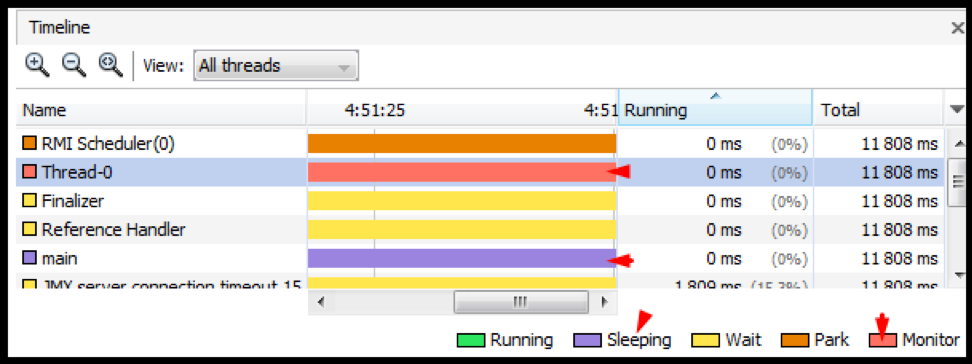 Timeline
View: All threads
Name 4:51:25 4:51 Running Total
RMI Scheduler(0) 0 ms (0%) 11 808 ms
Thread-0 0 ms (0%) 11 808 ms
Finalizer 0 ms (0%) 11 808 ms
Reference Handler 0 ms (0%) 11 808 ms
main 0 ms (0%) 11 808 ms
JMX server connection timeout 15 1 809 ms (15.3%) 11 808 ms
Running Sleeping Wait Park Monitor